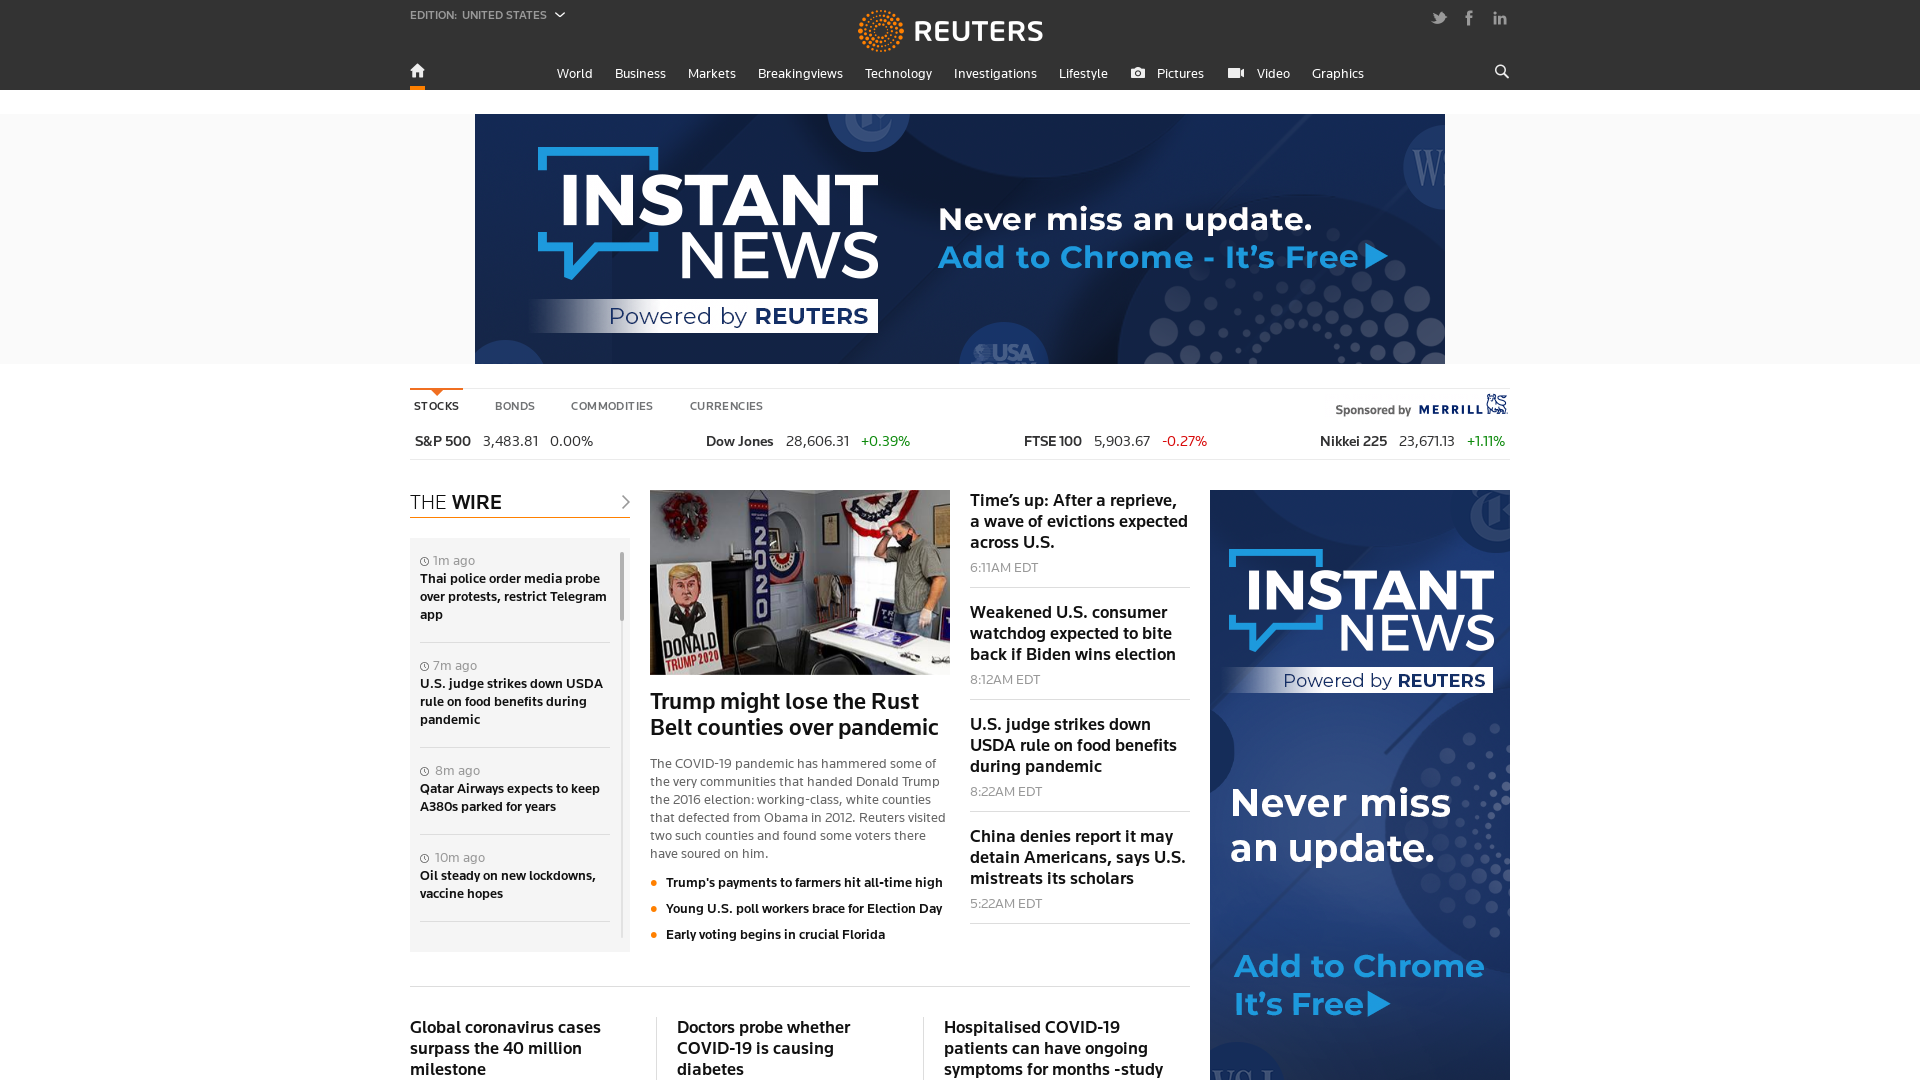 EDITION: UNITED STATES
REUTERS
World Business Markets Breakingviews Technology Investigations Lifestyle Pictures Video Graphics
INSTANT
NEWS
Powered by REUTERS
Never miss an update.
Add to Chrome - It's Free
USA
STOCKS BONDS COMMODITIES CURRENCIES
Sponsored by MERRILL
S&P 500 3,483.81 0.00% Dow Jones 28,606.31 +0.39% FTSE 100 5,903.67 -0.27% Nikkei 225 23,671.13 +1.11%
THE WIRE
1m ago
Thai police order media probe
over protests, restrict Telegram
app
7m ago
U.S. judge strikes down USDA
rule on food benefits during
pandemic
8m ago
Qatar Airways expects to keep
A380s parked for years
10m ago
Oil steady on new lockdowns,
vaccine hopes
2020
DONALD
TRUMP 2020
Trump might lose the Rust
Belt counties over pandemic
The COVID-19 pandemic has hammered some of
the very communities that handed Donald Trump
the 2016 election: working-class, white counties
that defected from Obama in 2012. Reuters visited
two such counties and found some voters there
have soured on him.
Trump's payments to farmers hit all-time high
Young U.S. poll workers brace for Election Day
Early voting begins in crucial Florida
Time's up: After a reprieve,
a wave of evictions expected
across U.S.
6:11AM EDT
Weakened U.S. consumer
watchdog expected to bite
back if Biden wins election
8:12AM EDT
U.S. judge strikes down
USDA rule on food benefits
during pandemic
8:22AM EDT
China denies report it may
detain Americans, says U.S.
mistreats its scholars
5:22AM EDT
INSTANT
NEWS
Powered by REUTERS
Never miss
an update.
Add to Chrome
It's Free
Global coronavirus cases
surpass the 40 million
milestone
Doctors probe whether
COVID-19 is causing
diabetes
Hospitalised COVID-19
patients can have ongoing
symptoms for months -study